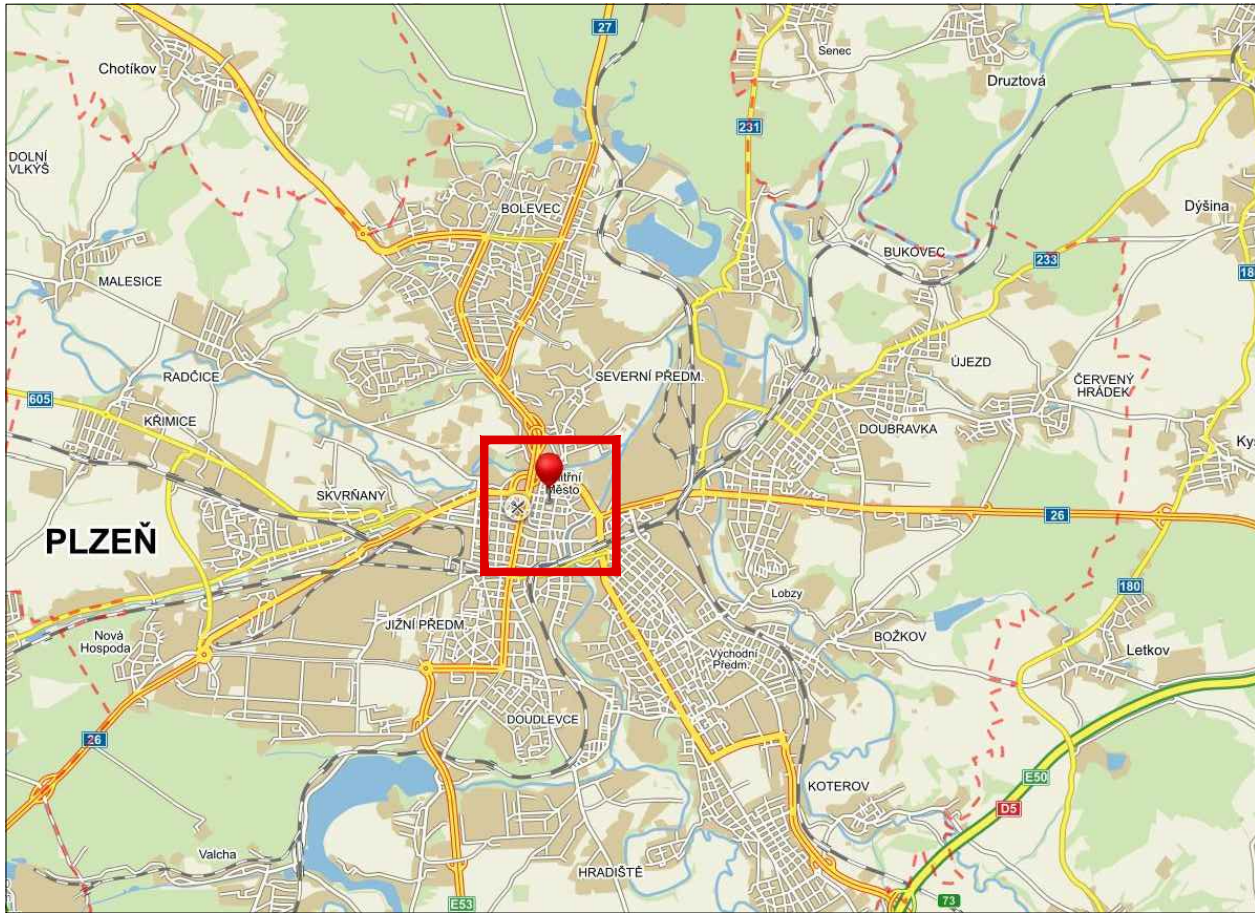 27
Senec
Chotíkov
Druztová
231
DOLNÍ
VLKÝŠ
BOLEVEC
Dýšina
BUKOVEC
233
MALESICE
180
ÚJEZD
RADČICE
SEVERNÍ PŘEDM.
ČERVENÝ
HRÁDEK
605
KŘIMICE
DOUBRAVKA
Město
SKVRŇANY
26
PLZEŇ
180
Lobzy
JIŽNÍ PŘEDM.
BOŽKOV
Nová
Hospoda
Letkov
Východní
Předm.
DOUDLEVCE
26
E50
KOTEROV
D5
Valcha
HRADIŠTĚ
E53
73